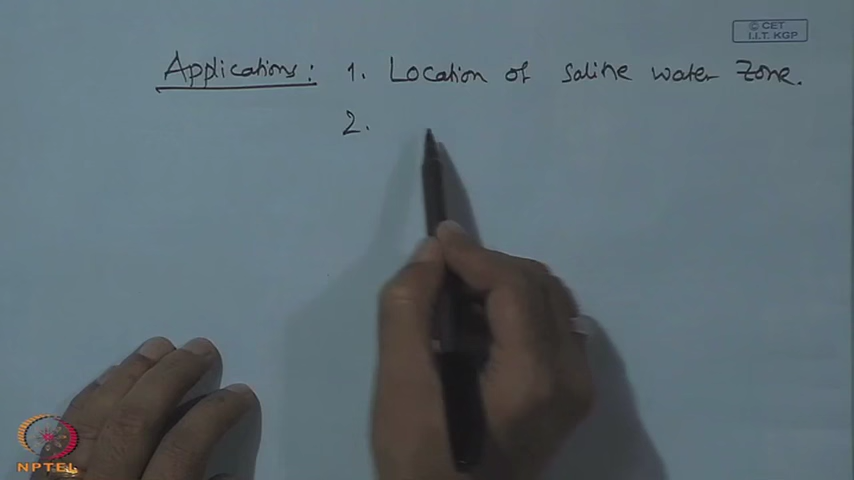 © CET
I.I.T. KGP
Applications: 1. Location of saline water zone.
2.
NPTEL